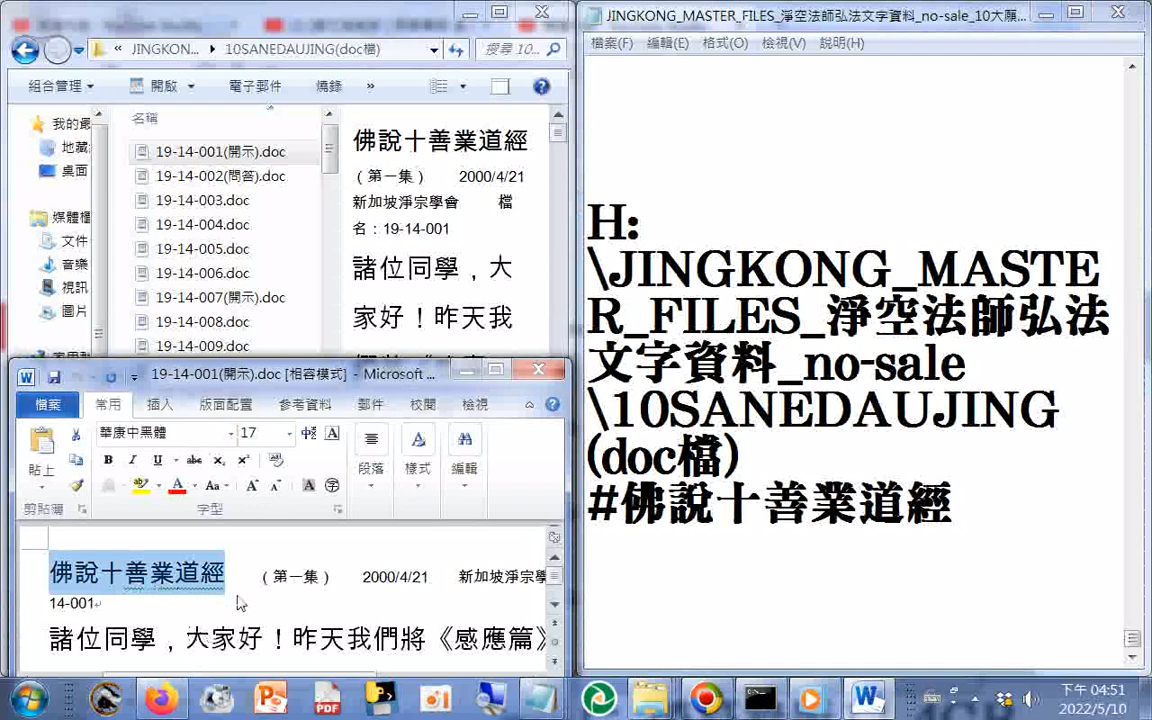 JINGKONG_MASTER_FILES_淨空法師弘法文字資料_no-sale_10大願...
« JINGKON... ▸ 10SANEDAUJING(doc檔)
搜尋 10...
檔案(F) 編輯(E) 格式(O) 檢視(V) 說明(H)
組合管理 開啟 電子郵件 燒錄 »
名稱
我的最
地藏
桌面
媒體櫃
文件
音樂
視訊
圖片
19-14-001(開示).doc
19-14-002(問答).doc
19-14-003.doc
19-14-004.doc
19-14-005.doc
19-14-006.doc
19-14-007(開示).doc
19-14-008.doc
19-14-009.doc
佛說十善業道經
（第一集） 2000/4/21
新加坡淨宗學會 檔
名：19-14-001
諸位同學，大
家好！昨天我
H:
\JINGKONG_MASTE
R_FILES_淨空法師弘法
文字資料_no-sale
\10SANEDAUJING
(doc檔)
#佛說十善業道經
19-14-001(開示).doc [相容模式] - Microsoft ...
檔案 常用 插入 版面配置 參考資料 郵件 校閱 檢視
華康中黑體 17
貼上
段落 樣式 編輯
剪貼簿 字型
佛說十善業道經 （第一集） 2000/4/21 新加坡淨宗學
14-001
諸位同學，大家好！昨天我們將《感應篇》
下午 04:51
2022/5/10